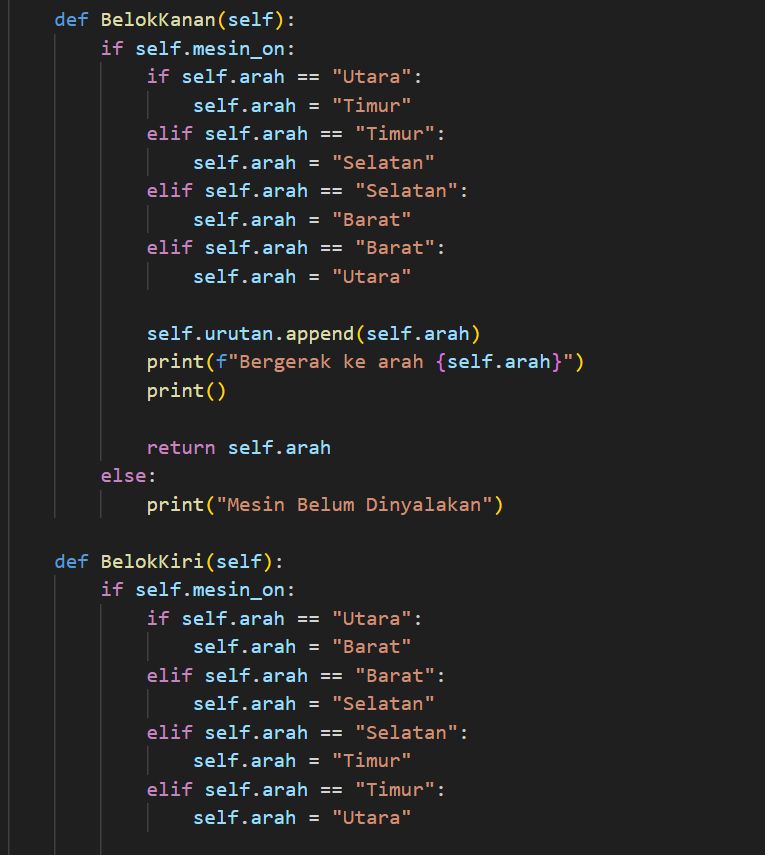 def BelokKanan(self):
if self.mesin_on:
if self.arah == "Utara":
self.arah = "Timur"
elif self.arah == "Timur":
self.arah = "Selatan"
elif self.arah == "Selatan":
self.arah = "Barat"
elif self.arah == "Barat":
self.arah = "Utara"
self.urutan.append(self.arah)
print(f"Bergerak ke arah {self.arah}")
print()
return self.arah
else:
print("Mesin Belum Dinyalakan")
def BelokKiri(self):
if self.mesin_on:
if self.arah == "Utara":
self.arah = "Barat"
elif self.arah == "Barat":
self.arah = "Selatan"
elif self.arah == "Selatan":
self.arah = "Timur"
elif self.arah == "Timur":
self.arah = "Utara"